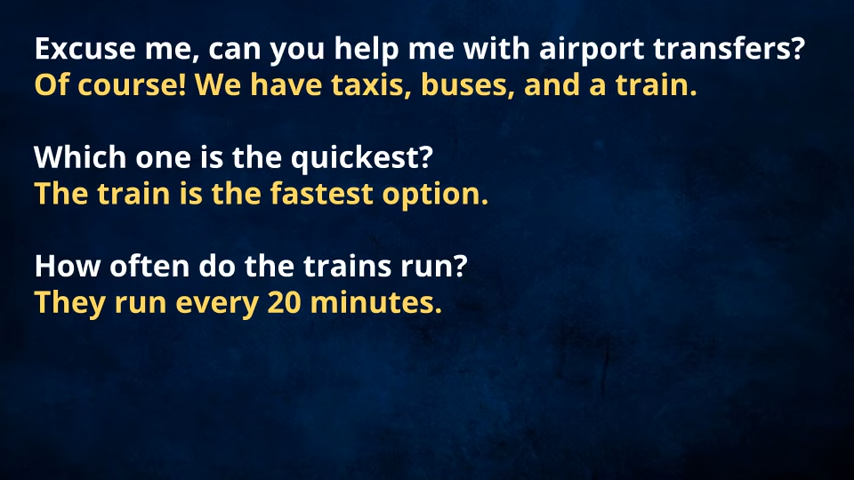 Excuse me, can you help me with airport transfers?
Of course! We have taxis, buses, and a train.
Which one is the quickest?
The train is the fastest option.
How often do the trains run?
They run every 20 minutes.